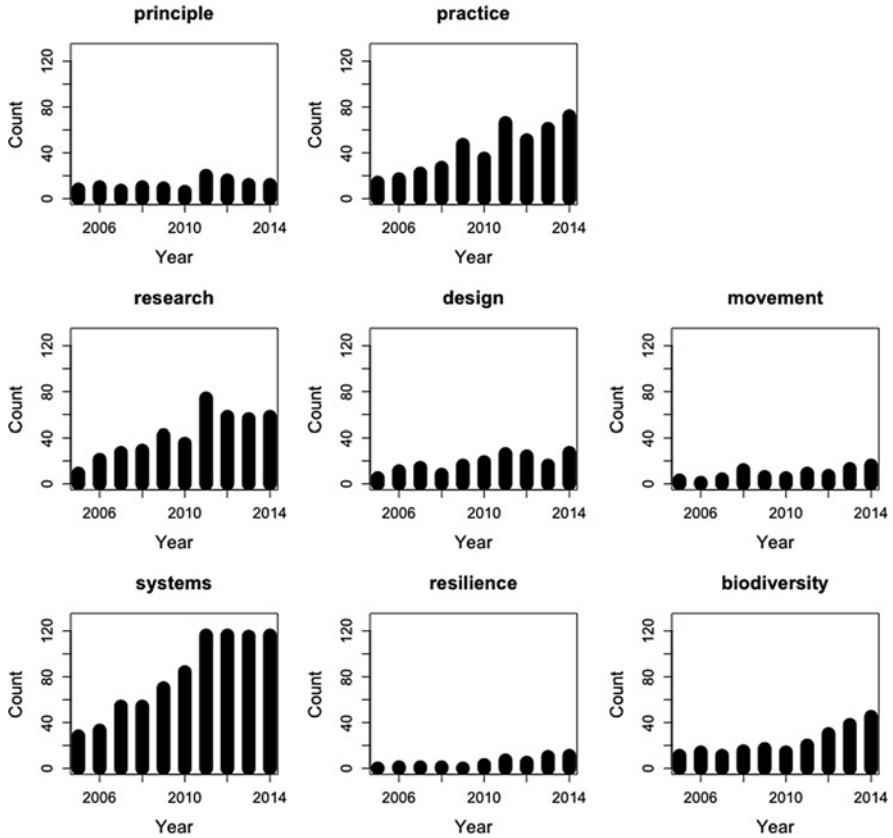 principle
120
80
40
0
Count
2006
2010
2014
Year
practice
120
80
40
0
Count
2006
2010
2014
Year
research
120
80
40
0
Count
2006
2010
2014
Year
design
120
80
40
0
Count
2006
2010
2014
Year
movement
120
80
40
0
Count
2006
2010
2014
Year
systems
120
80
40
0
Count
2006
2010
2014
Year
resilience
120
80
40
0
Count
2006
2010
2014
Year
biodiversity
120
80
40
0
Count
2006
2010
2014
Year